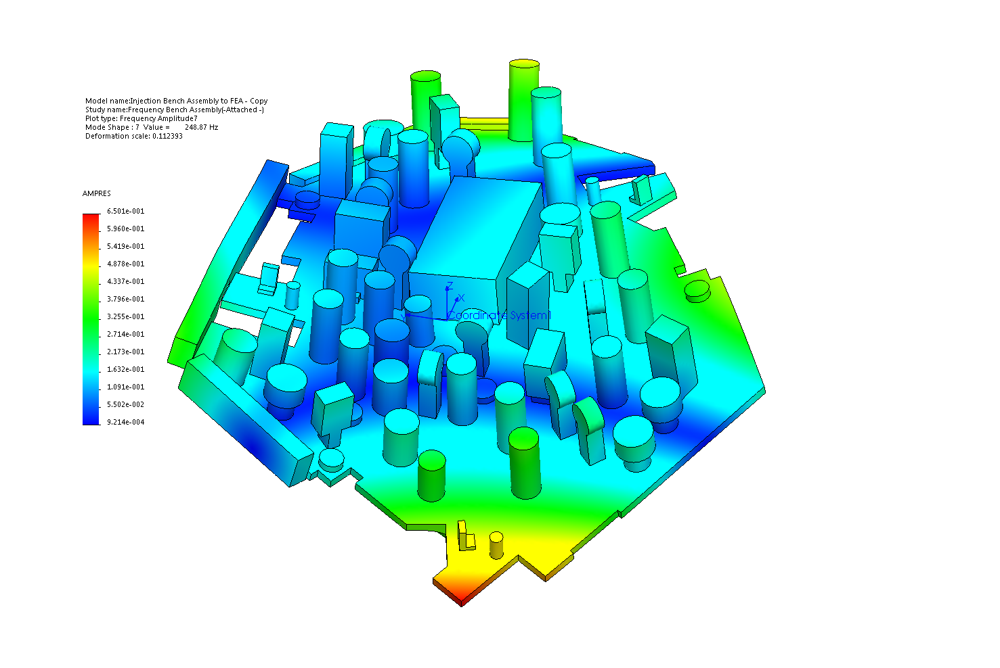 Model name:Injection Bench Assembly to FEA - Copy
Study name:Frequency Bench Assembly(-Attached -)
Plot type: Frequency Amplitude7
Mode Shape : 7 Value = 248.87 Hz
Deformation scale: 0.112393
AMPRES
6.501e-001
5.960e-001
5.419e-001
4.878e-001
4.337e-001
3.796e-001
3.255e-001
2.714e-001
2.173e-001
1.632e-001
1.091e-001
5.502e-002
9.214e-004
Z
X
Y
Coordinate System1